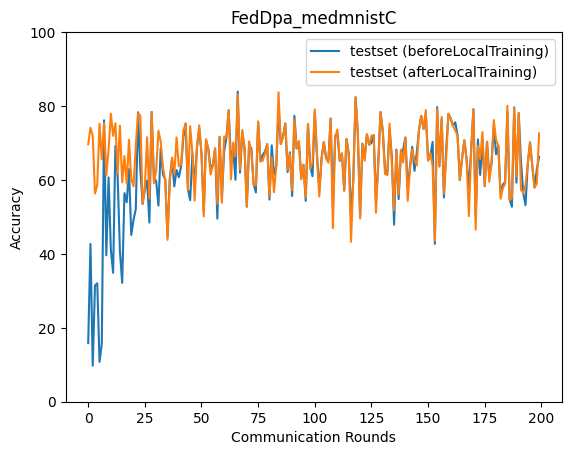 FedDpa_medmnistC
testset (beforeLocalTraining)
testset (afterLocalTraining)
100
80
60
40
20
0
Accuracy
0 25 50 75 100 125 150 175 200
Communication Rounds